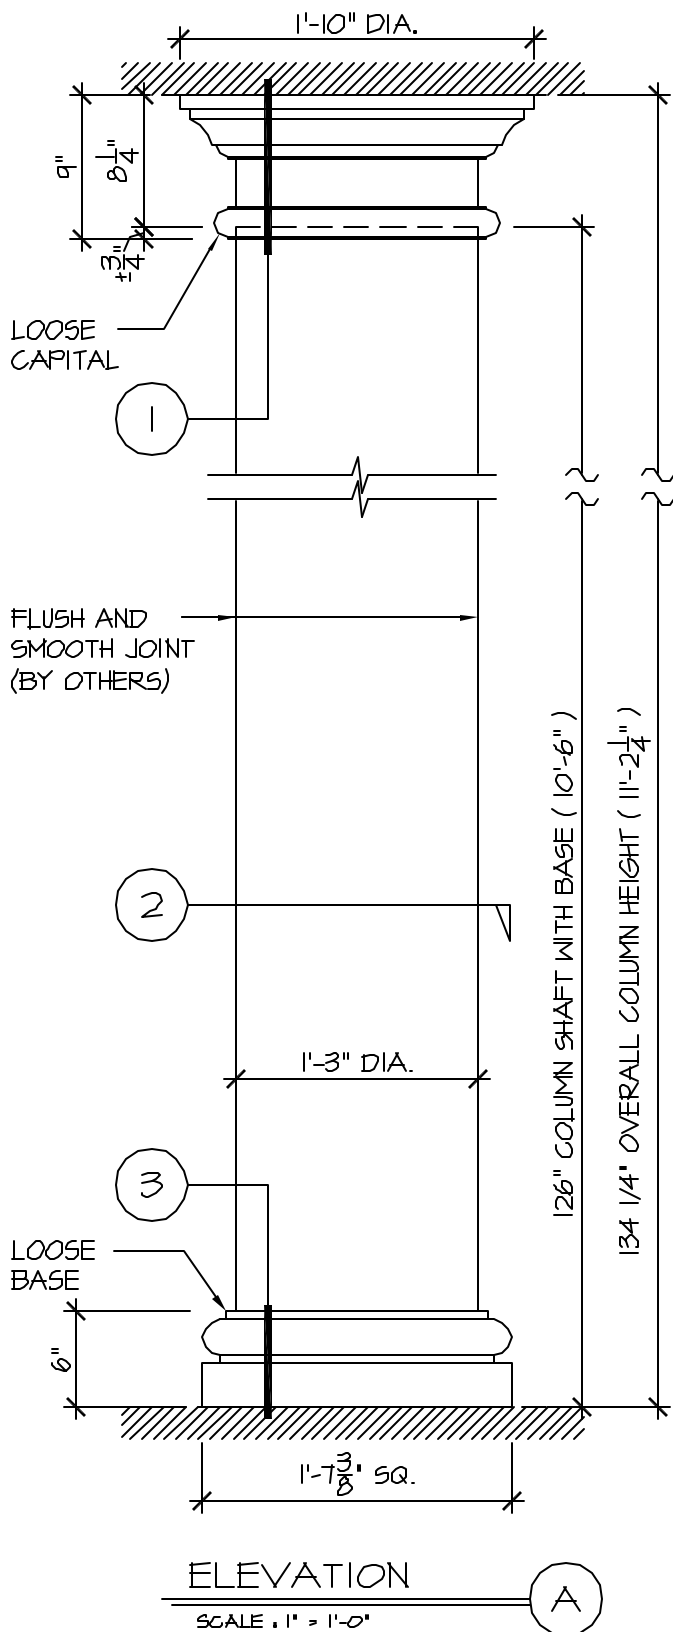 1'-10" DIA.
9"
8 1/4"
±3/4"
LOOSE
CAPITAL
1
FLUSH AND
SMOOTH JOINT
(BY OTHERS)
126" COLUMN SHAFT WITH BASE ( 10'-6" )
134 1/4" OVERALL COLUMN HEIGHT ( 11'-2 1/4" )
2
1'-3" DIA.
3
LOOSE
BASE
6"
1'-7 3/8" SQ.
ELEVATION
A
SCALE : 1" = 1'-0"